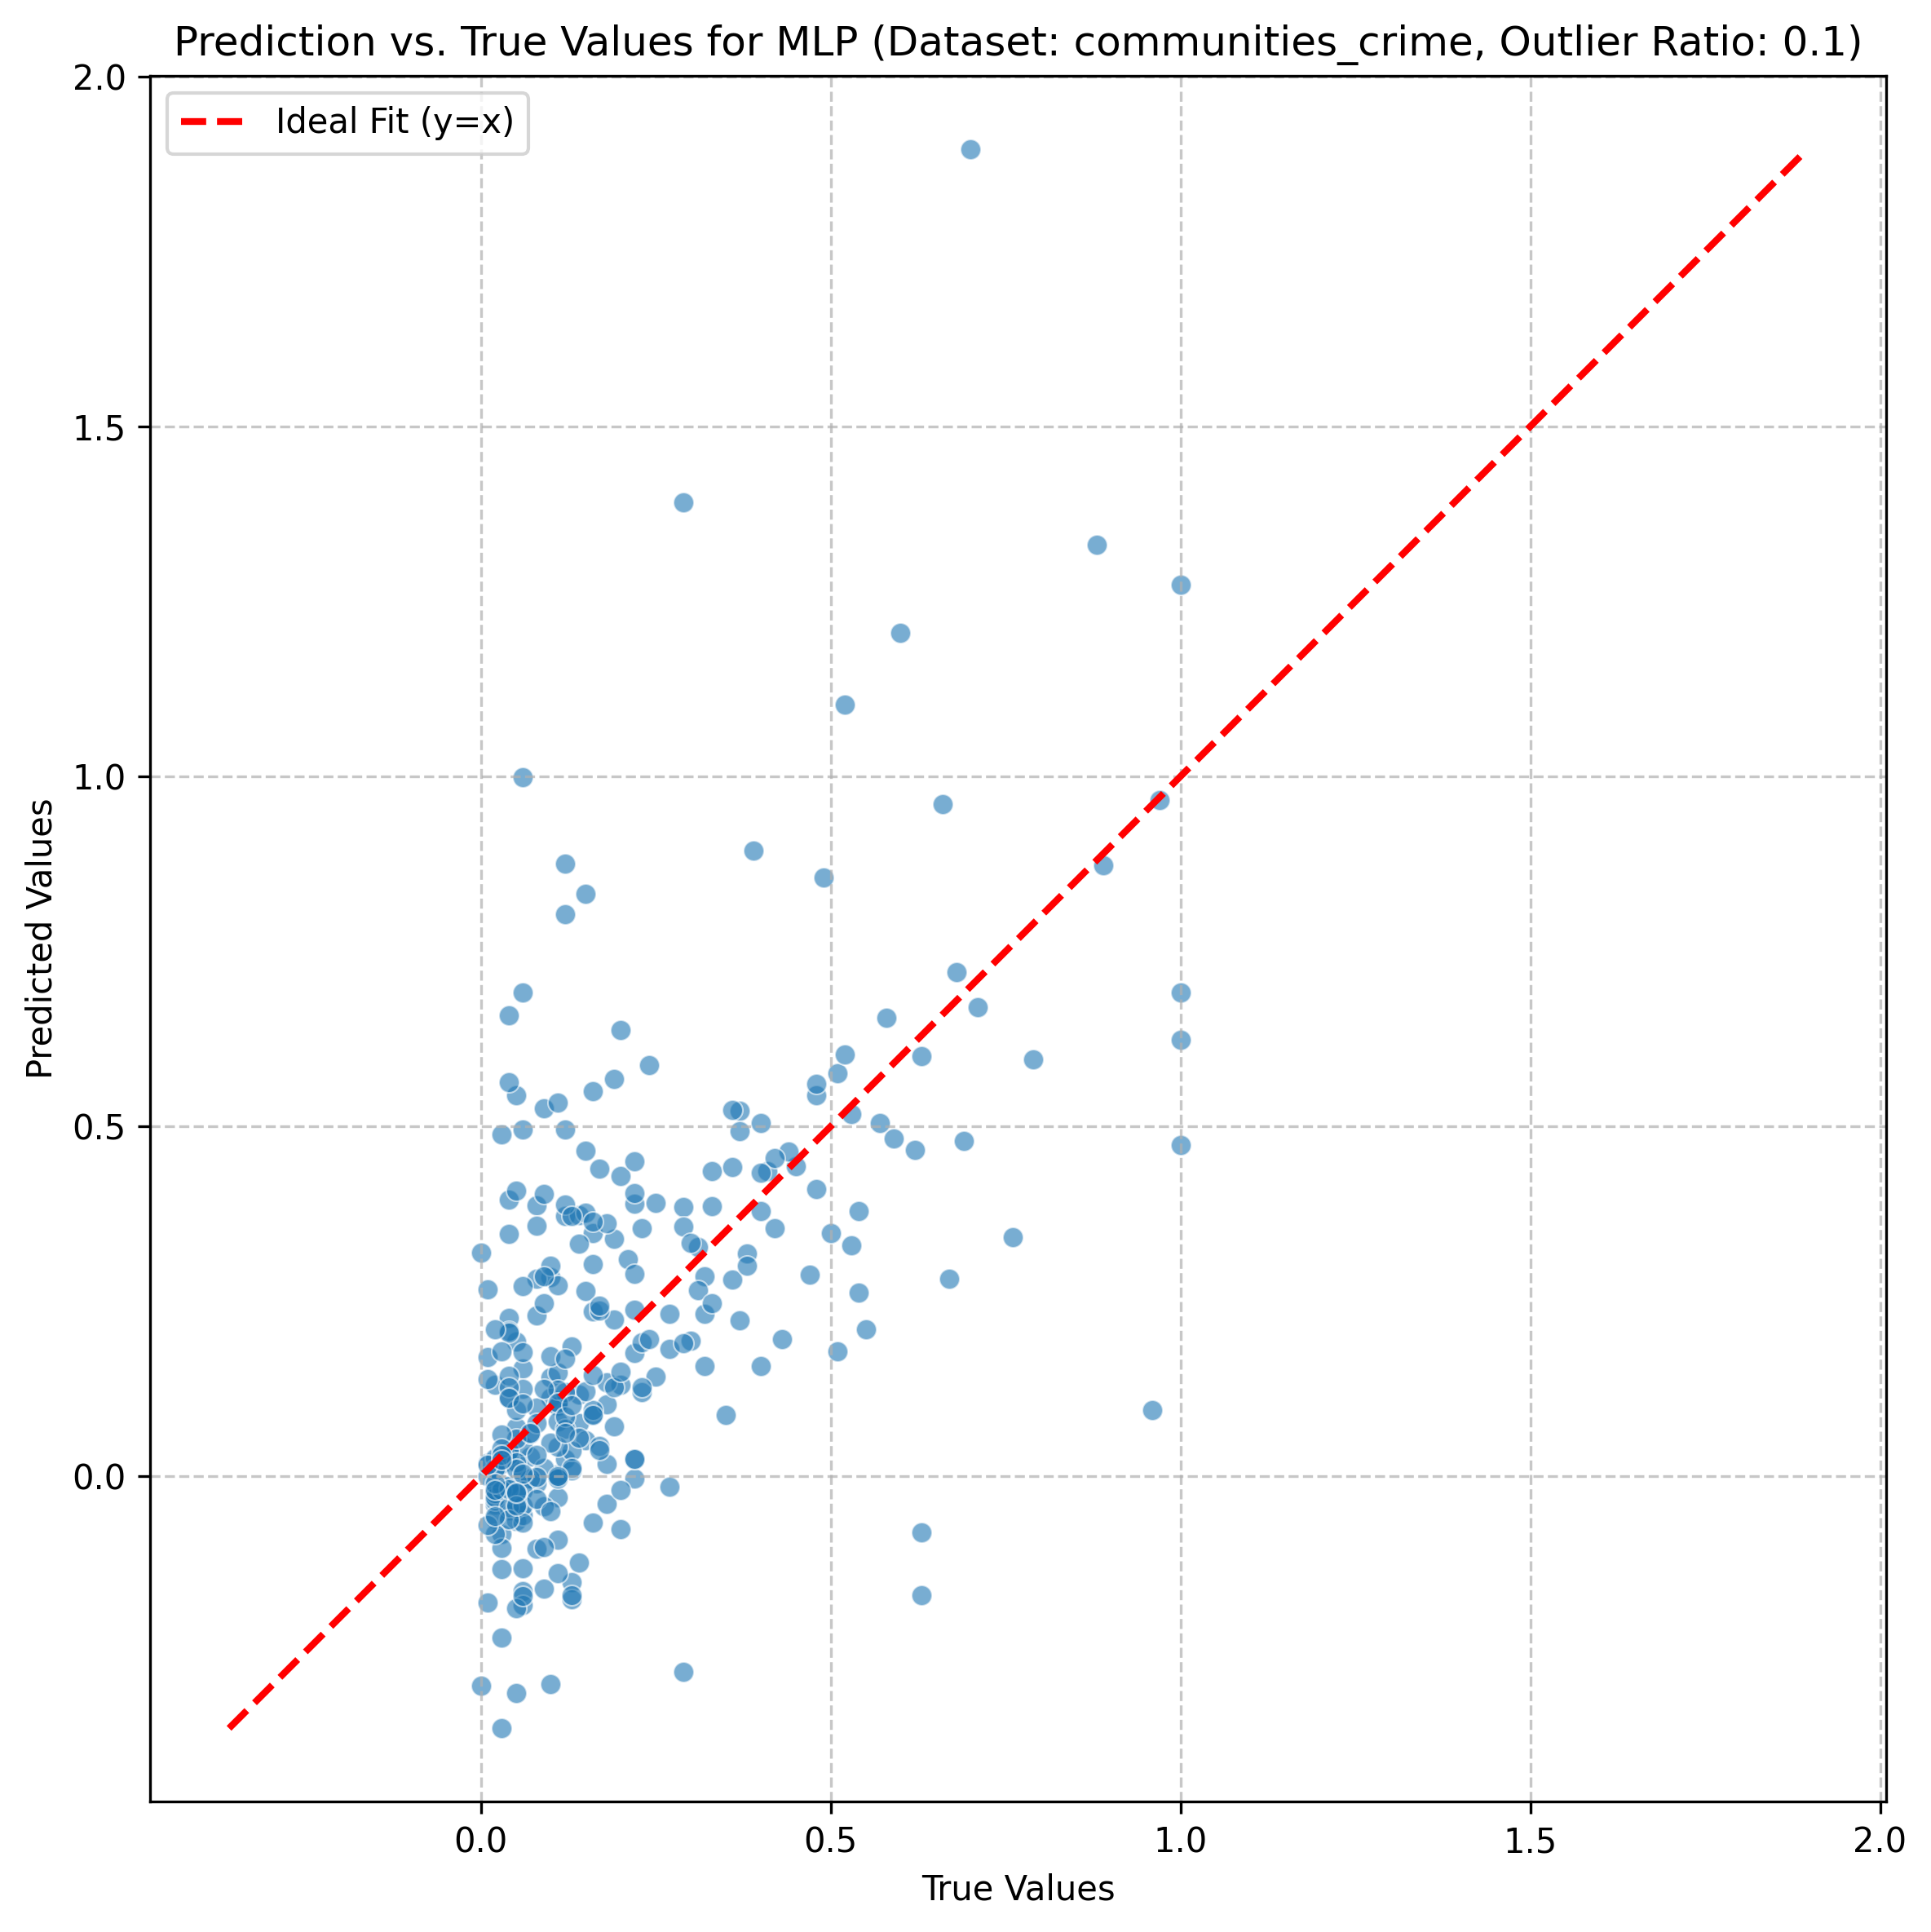 Prediction vs. True Values for MLP (Dataset: communities_crime, Outlier Ratio: 0.1)
Ideal Fit (y=x)
2.0
1.5
1.0
0.5
0.0
Predicted Values
0.0 0.5 1.0 1.5 2.0
True Values